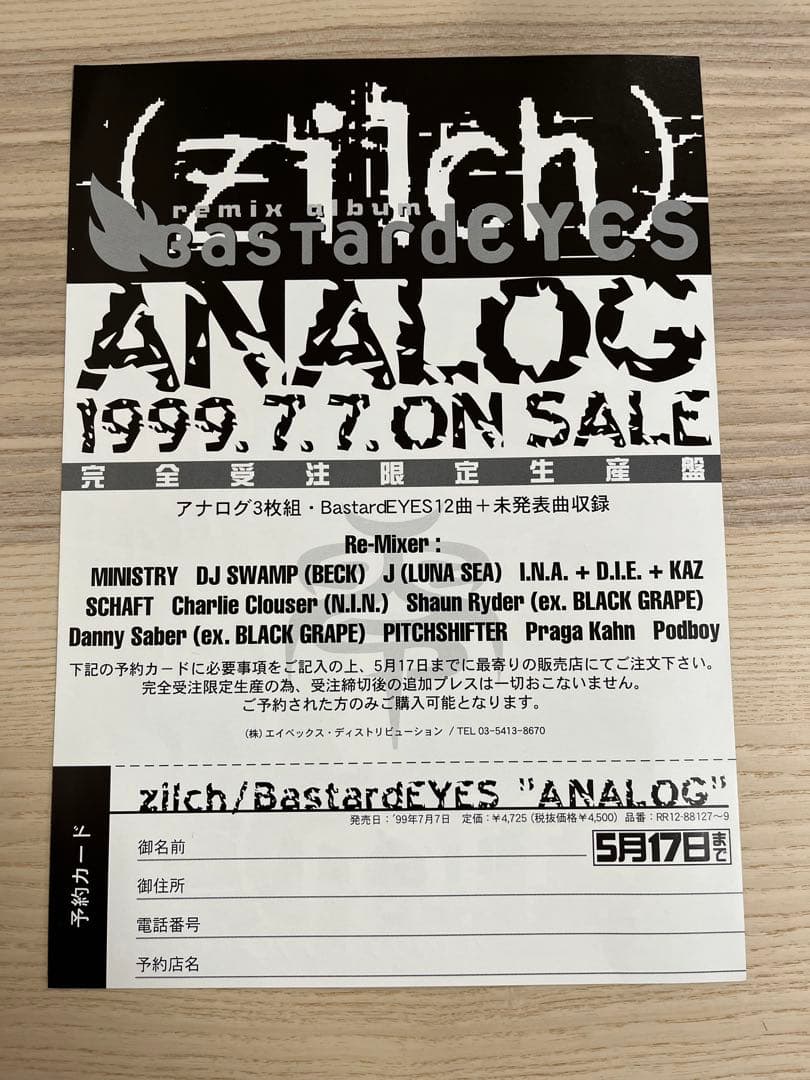 (zilch)
remix album
BastardEYES
ANALOG
1999.7.7.ON SALE
完全受注限定生産盤
アナログ3枚組・BastardEYES12曲＋未発表曲収録
Re-Mixer :
MINISTRY DJ SWAMP (BECK) J (LUNA SEA) I.N.A. + D.I.E. + KAZ
SCHAFT Charlie Clouser (N.I.N.) Shaun Ryder (ex. BLACK GRAPE)
Danny Saber (ex. BLACK GRAPE) PITCHSHIFTER Praga Kahn Podboy
下記の予約カードに必要事項をご記入の上、5月17日までに最寄りの販売店にてご注文下さい。
完全受注限定生産の為、受注締切後の追加プレスは一切おこないません。
ご予約された方のみご購入可能となります。
(株) エイベックス・ディストリビューション / TEL 03-5413-8670
予約カード
zilch/BastardEYES "ANALOG"
発売日：'99年7月7日 定価：￥4,725 (税抜価格￥4,500) 品番：RR12-88127〜9
御名前
5月17日まで
御住所
電話番号
予約店名